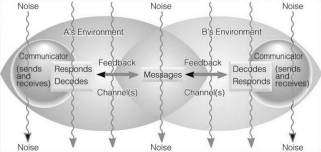 Noise Noise Noise Noise
A's Environment B's Environment
Communicator Feedback Feedback Communicator
(sends and receives) Responds Decodes Messages Decodes Responds (sends and receives)
Channel(s) Channel(s)
Noise Noise Noise Noise